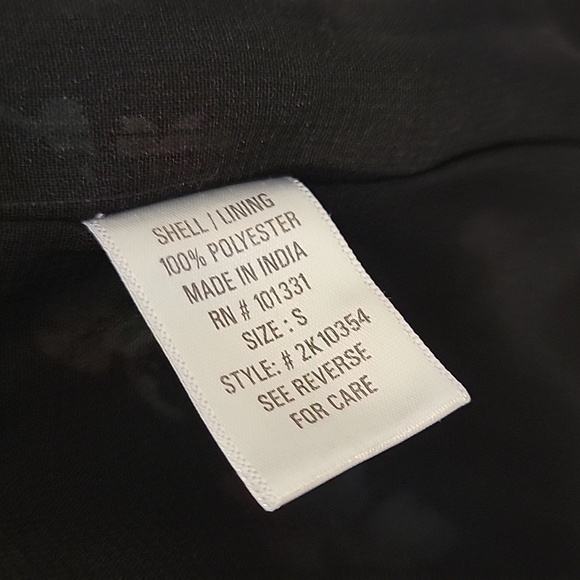 SHELL / LINING
100% POLYESTER
MADE IN INDIA
RN # 101331
SIZE : S
STYLE: # 2K10354
SEE REVERSE
FOR CARE